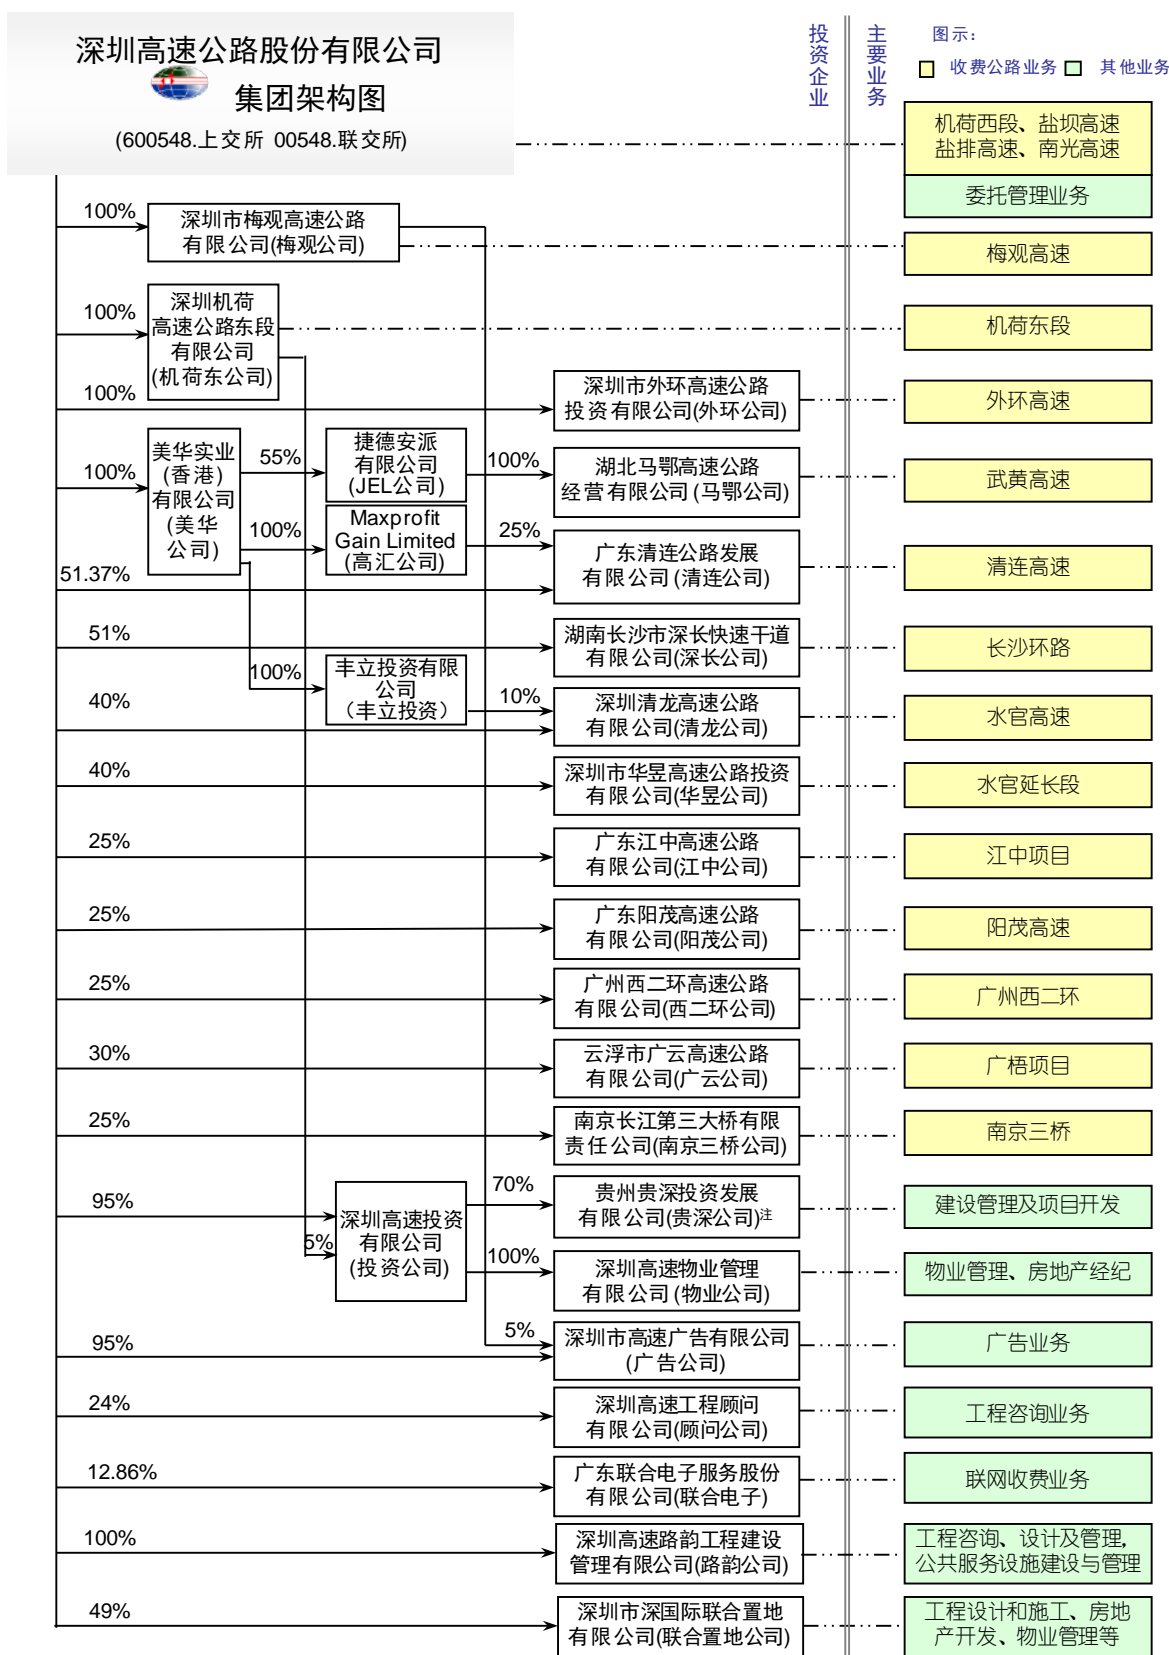 深圳高速公路股份有限公司
集团架构图
(600548.上交所 00548.联交所)
投资企业
主要业务
图示：
收费公路业务
其他业务
机荷西段、盐坝高速
盐排高速、南光高速
委托管理业务
100%
深圳市梅观高速公路
有限公司(梅观公司)
梅观高速
100%
深圳机荷
高速公路东段
有限公司
(机荷东公司)
机荷东段
100%
深圳市外环高速公路
投资有限公司(外环公司)
外环高速
100%
美华实业
(香港)
有限公司
(美华
公司)
55%
捷德安派
有限公司
(JEL公司)
100%
湖北马鄂高速公路
经营有限公司(马鄂公司)
武黄高速
100%
Maxprofit
Gain Limited
(高汇公司)
25%
51.37%
广东清连公路发展
有限公司(清连公司)
清连高速
51%
湖南长沙市深长快速干道
有限公司(深长公司)
长沙环路
100%
丰立投资有限
公司
（丰立投资）
10%
40%
深圳清龙高速公路
有限公司(清龙公司)
水官高速
40%
深圳市华昱高速公路投资
有限公司(华昱公司)
水官延长段
25%
广东江中高速公路
有限公司(江中公司)
江中项目
25%
广东阳茂高速公路
有限公司(阳茂公司)
阳茂高速
25%
广州西二环高速公路
有限公司(西二环公司)
广州西二环
30%
云浮市广云高速公路
有限公司(广云公司)
广梧项目
25%
南京长江第三大桥有限
责任公司(南京三桥公司)
南京三桥
95%
5%
深圳高速投资
有限公司
(投资公司)
70%
贵州贵深投资发展
有限公司(贵深公司)注
建设管理及项目开发
100%
深圳高速物业管理
有限公司(物业公司)
物业管理、房地产经纪
5%
95%
深圳市高速广告有限公司
(广告公司)
广告业务
24%
深圳高速工程顾问
有限公司(顾问公司)
工程咨询业务
12.86%
广东联合电子服务股份
有限公司(联合电子)
联网收费业务
100%
深圳高速路韵工程建设
管理有限公司(路韵公司)
工程咨询、设计及管理，
公共服务设施建设与管理
49%
深圳市深国际联合置地
有限公司(联合置地公司)
工程设计和施工、房地
产开发、物业管理等